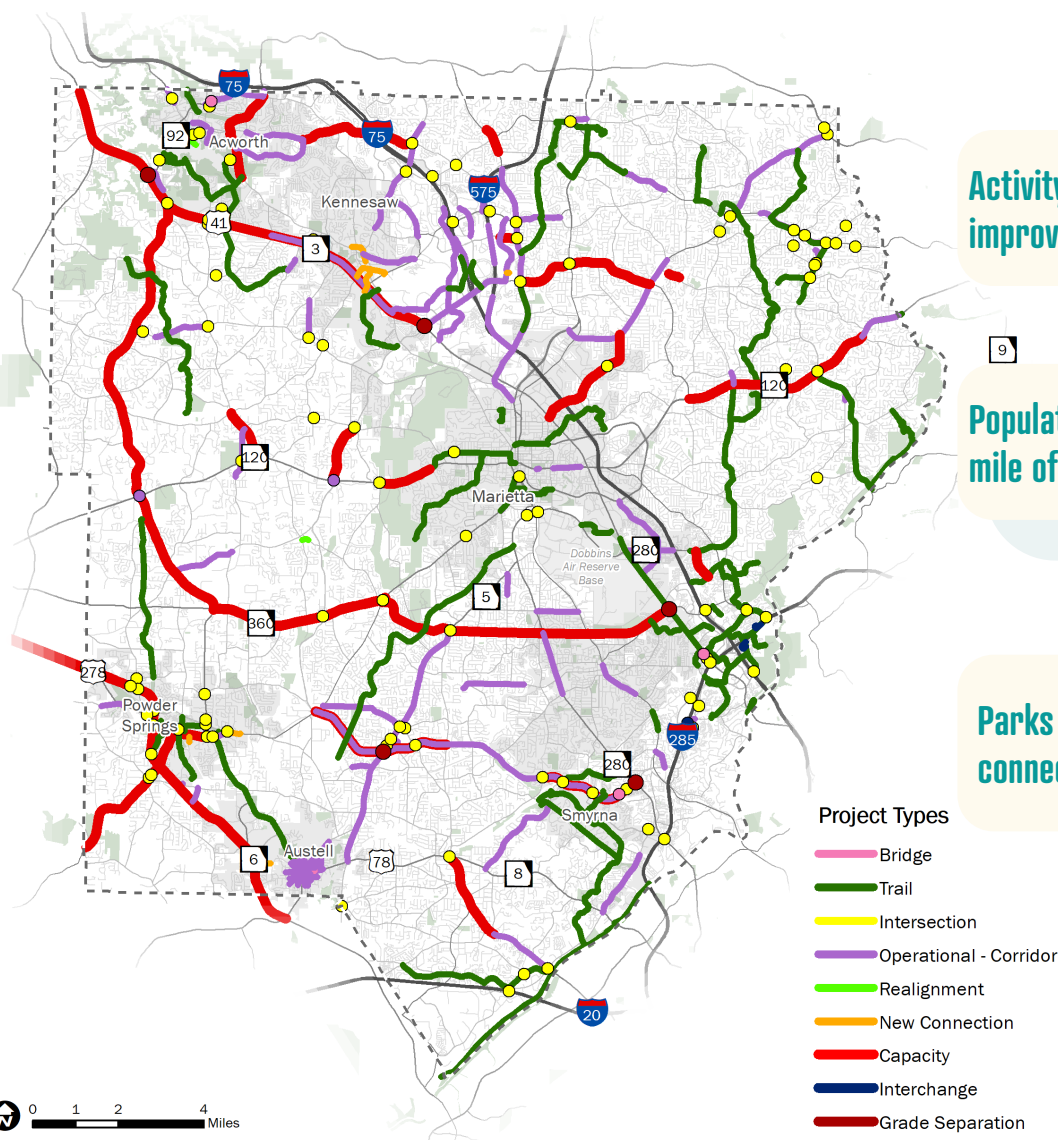 75
92
Acworth
75
Kennesaw
575
41
3
9
120
120
Marietta
Dobbins
Air Reserve
Base
280
5
360
278
Powder
Springs
285
280
Smyrna
Austell
6
78
8
20
Activity
improv
Populat
mile of
Parks
connec
Project Types
Bridge
Trail
Intersection
Operational - Corridor
Realignment
New Connection
Capacity
Interchange
Grade Separation
N
0 1 2 4
Miles